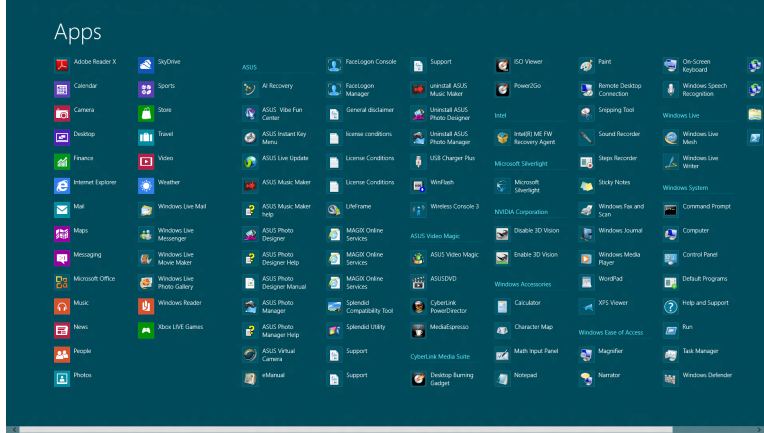 Apps
Adobe Reader X
Calendar
Camera
Desktop
Finance
Internet Explorer
Mail
Maps
Messaging
Microsoft Office
Music
News
People
Photos
SkyDrive
Sports
Store
Travel
Video
Weather
Windows Live Mail
Windows Live
Messenger
Windows Live
Movie Maker
Windows Live
Photo Gallery
Windows Reader
Xbox LIVE Games
ASUS
AI Recovery
ASUS Vibe Fun
Center
ASUS Instant Key
Menu
ASUS Live Update
ASUS Music Maker
ASUS Music Maker
help
ASUS Photo
Designer
ASUS Photo
Designer Help
ASUS Photo
Designer Manual
ASUS Photo
Manager
ASUS Photo
Manager Help
ASUS Virtual
Camera
eManual
FaceLogon Console
FaceLogon
Manager
General disclaimer
license conditions
License Conditions
License Conditions
LifeFrame
MAGIX Online
Services
MAGIX Online
Services
MAGIX Online
Services
Splendid
Compatibility Tool
Splendid Utility
Support
Support
Support
uninstall ASUS
Music Maker
Uninstall ASUS
Photo Designer
Uninstall ASUS
Photo Manager
USB Charger Plus
WinFlash
Wireless Console 3
ASUS Video Magic
ASUS Video Magic
ASUSDVD
CyberLink
PowerDirector
MediaEspresso
CyberLink Media Suite
Desktop Burning
Gadget
ISO Viewer
Power2Go
Intel
Intel(R) ME FW
Recovery Agent
Microsoft Silverlight
Microsoft
Silverlight
NVIDIA Corporation
Disable 3D Vision
Enable 3D Vision
Windows Accessories
Calculator
Character Map
Math Input Panel
Notepad
Paint
Remote Desktop
Connection
Snipping Tool
Sound Recorder
Steps Recorder
Sticky Notes
Windows Fax and
Scan
Windows Journal
Windows Media
Player
WordPad
XPS Viewer
Windows Ease of Access
Magnifier
Narrator
On-Screen
Keyboard
Windows Speech
Recognition
Windows Live
Windows Live
Mesh
Windows Live
Writer
Windows System
Command Prompt
Computer
Control Panel
Default Programs
Help and Support
Run
Task Manager
Windows Defender